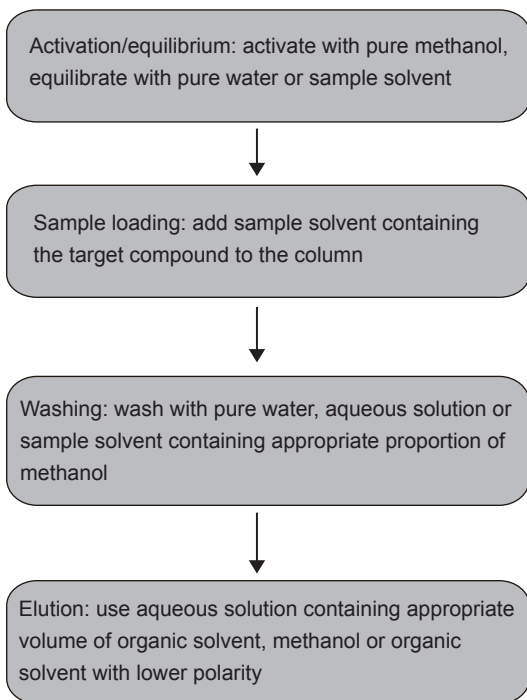 Activation/equilibrium: activate with pure methanol,
equilibrate with pure water or sample solvent
Sample loading: add sample solvent containing
the target compound to the column
Washing: wash with pure water, aqueous solution or
sample solvent containing appropriate proportion of
methanol
Elution: use aqueous solution containing appropriate
volume of organic solvent, methanol or organic
solvent with lower polarity